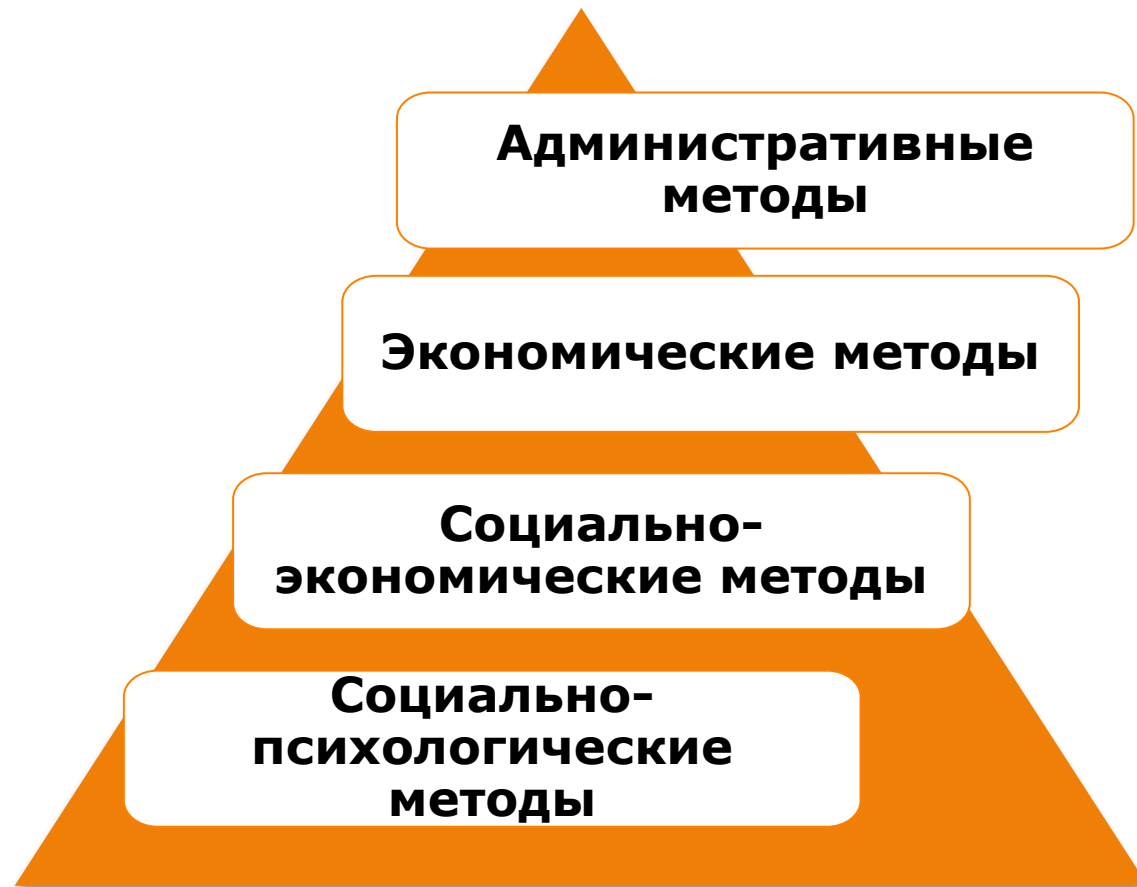 Административные
методы
Экономические методы
Социально-
экономические методы
Социально-
психологические
методы